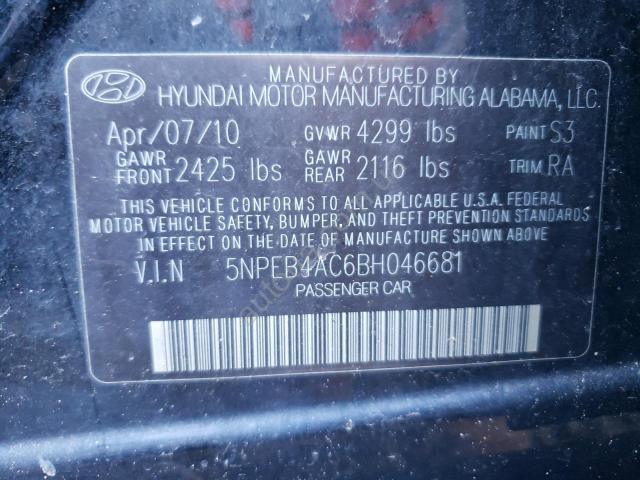 MANUFACTURED BY
HYUNDAI MOTOR MANUFACTURING ALABAMA, LLC.
Apr/07/10 GVWR 4299 lbs PAINT S3
GAWR FRONT 2425 lbs GAWR REAR 2116 lbs TRIM RA
THIS VEHICLE CONFORMS TO ALL APPLICABLE U.S.A. FEDERAL
MOTOR VEHICLE SAFETY, BUMPER, AND THEFT PREVENTION STANDARDS
IN EFFECT ON THE DATE OF MANUFACTURE SHOWN ABOVE.
V.I.N 5NPEB4AC6BH046681
PASSENGER CAR